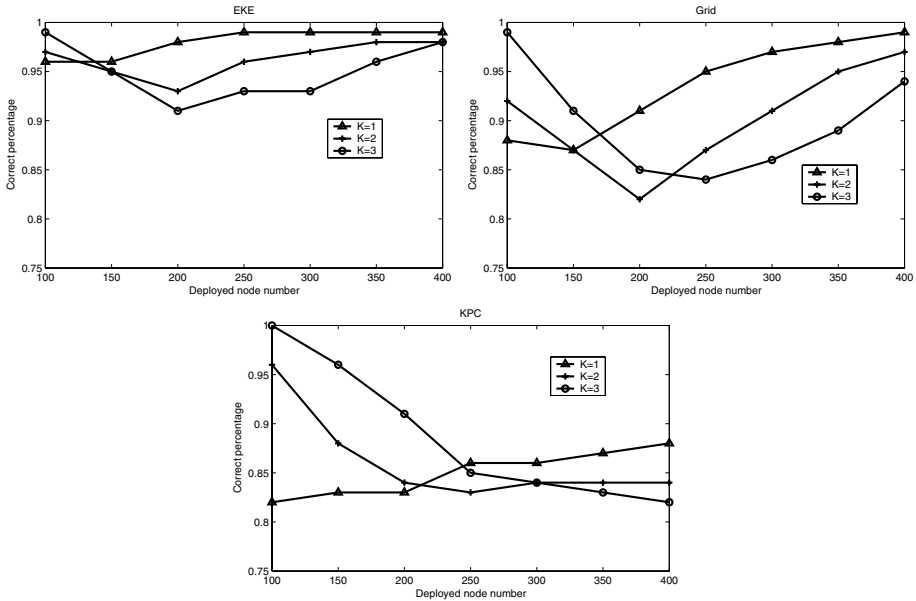 EKE
1
0.95
0.9
0.85
0.8
0.75
Correct percentage
100 150 200 250 300 350 400
Deployed node number
K=1
K=2
K=3
Grid
1
0.95
0.9
0.85
0.8
0.75
Correct percentage
100 150 200 250 300 350 400
Deployed node number
K=1
K=2
K=3
KPC
1
0.95
0.9
0.85
0.8
0.75
Correct percentage
100 150 200 250 300 350 400
Deployed node number
K=1
K=2
K=3